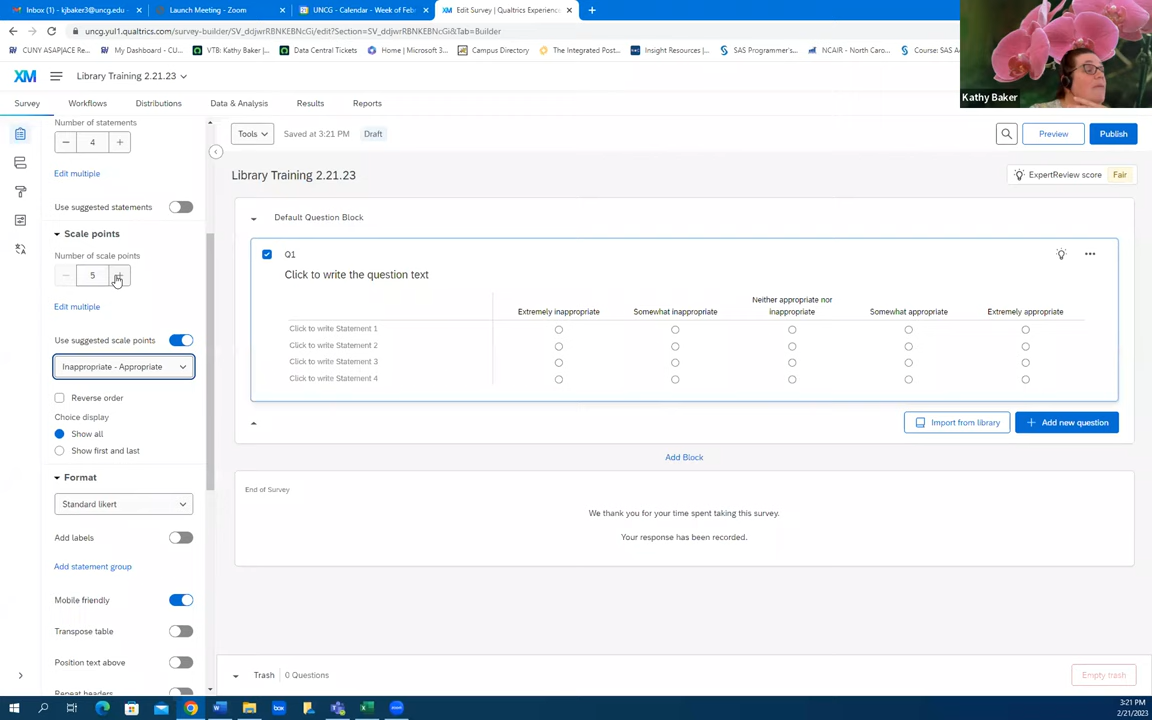 Inbox (1) - kjbaker3@uncg.edu -
Launch Meeting - Zoom
UNCG - Calendar - Week of Feb
Edit Survey | Qualtrics Experienc
uncg.yul1.qualtrics.com/survey-builder/SV_ddjwrRBNKEBNcGi/edit?Section=SV_ddjwrRBNKEBNcGi&Tab=Builder
CUNY ASAP|ACE Re
My Dashboard - CU...
VTB: Kathy Baker |
Data Central Tickets
Home | Microsoft 3...
Campus Directory
The Integrated Post...
Insight Resources |...
SAS Programmer's...
NCAIR - North Caro...
Course: SAS
XM
Library Training 2.21.23
Kathy Baker
Survey
Workflows
Distributions
Data & Analysis
Results
Reports
Number of statements
4
Edit multiple
Use suggested statements
Scale points
Number of scale points
5
Edit multiple
Use suggested scale points
Inappropriate - Appropriate
Reverse order
Choice display
Show all
Show first and last
Format
Standard likert
Add labels
Add statement group
Mobile friendly
Transpose table
Position text above
Repeat headers
Tools
Saved at 3:21 PM
Draft
Preview
Publish
Library Training 2.21.23
ExpertReview score
Fair
Default Question Block
Q1
Click to write the question text
Extremely inappropriate
Somewhat inappropriate
Neither appropriate nor
inappropriate
Somewhat appropriate
Extremely appropriate
Click to write Statement 1
Click to write Statement 2
Click to write Statement 3
Click to write Statement 4
Import from library
Add new question
Add Block
End of Survey
We thank you for your time spent taking this survey.
Your response has been recorded.
Trash
0 Questions
Empty trash
3:21 PM
2/21/2023